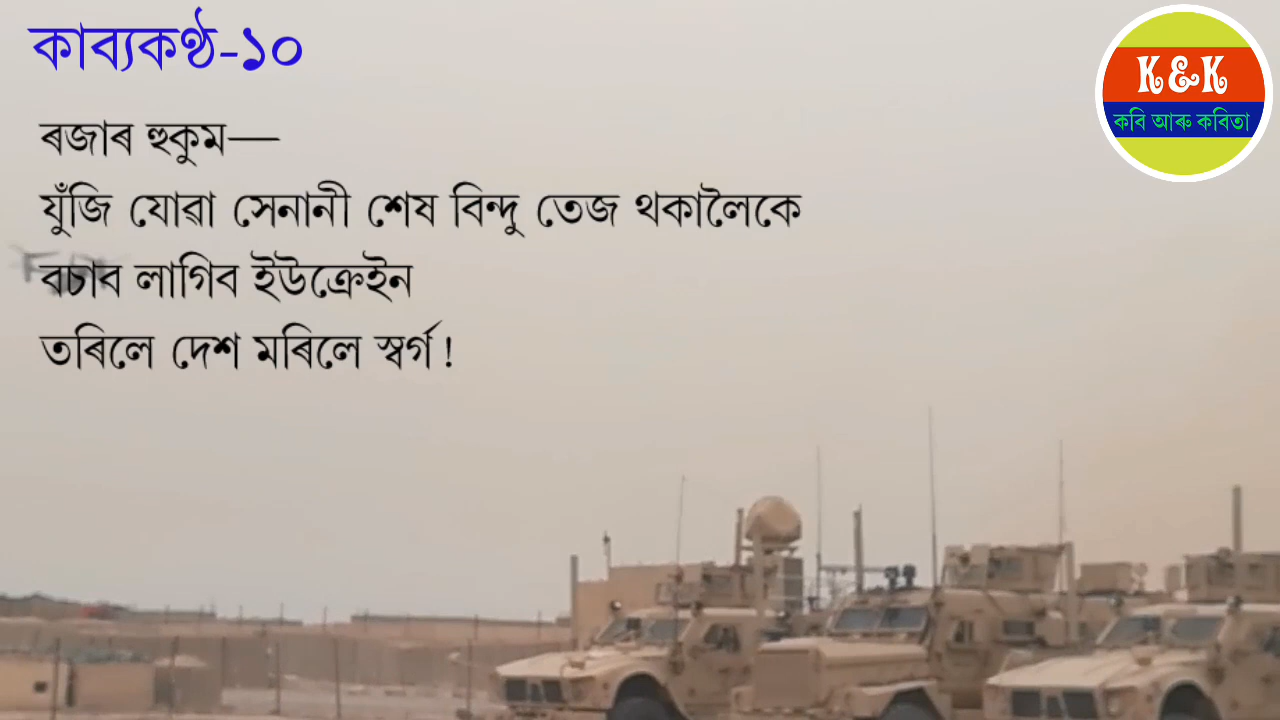 কাব্যকণ্ঠ-১০
K&K
কবি আৰু কবিতা
ৰজাৰ হুকুম—
যুঁজি যোৱা সেনানী শেষ বিন্দু তেজ থকালৈকে
বচাব লাগিব ইউক্ৰেইন
তৰিলে দেশ মৰিলে স্বৰ্গ!